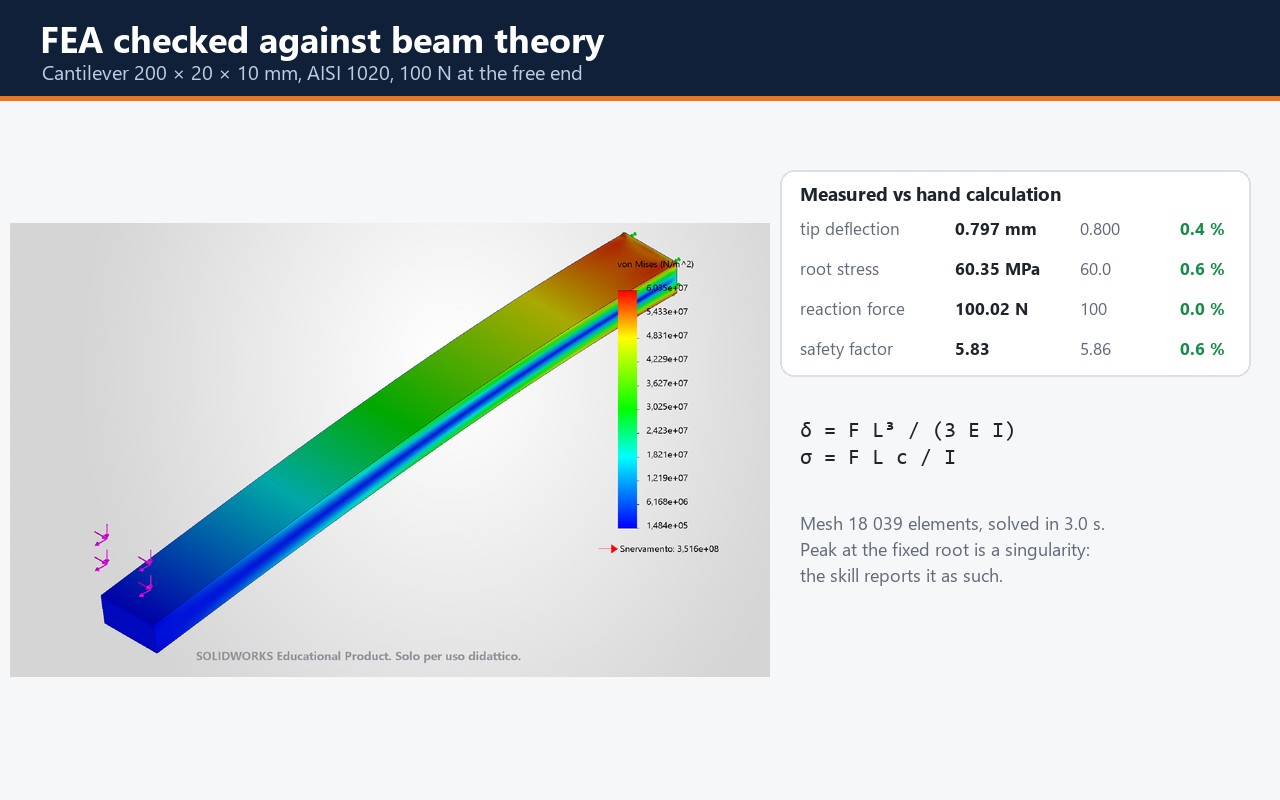 FEA checked against beam theory
Cantilever 200 × 20 × 10 mm, AISI 1020, 100 N at the free end
von Mises (N/m^2)
6,035e+07
5,433e+07
4,831e+07
4,229e+07
3,627e+07
3,025e+07
2,423e+07
1,821e+07
1,219e+07
6,168e+06
1,484e+05
Snervamento: 3,516e+08
SOLIDWORKS Educational Product. Solo per uso didattico.
Measured vs hand calculation
tip deflection 0.797 mm 0.800 0.4 %
root stress 60.35 MPa 60.0 0.6 %
reaction force 100.02 N 100 0.0 %
safety factor 5.83 5.86 0.6 %
δ = F L³ / (3 E I)
σ = F L c / I
Mesh 18 039 elements, solved in 3.0 s.
Peak at the fixed root is a singularity:
the skill reports it as such.